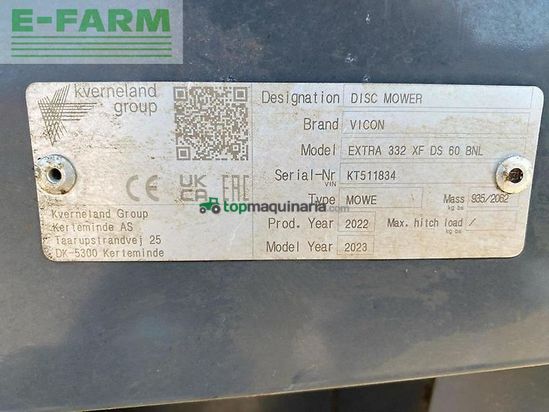 E-FARM
kverneland
group
CE UK CA EAC
Kverneland Group
Kerteminde AS
Taarupstrandvej 25
DK-5300 Kerteminde
Designation DISC MOWER
Brand VICON
Model EXTRA 332 XF DS 60 BNL
Serial-Nr VIN KT511834
Type MOWE Mass kg lbs 935/2062
Prod. Year 2022 Max. hitch load kg lbs /
Model Year 2023
topmaquinaria.com